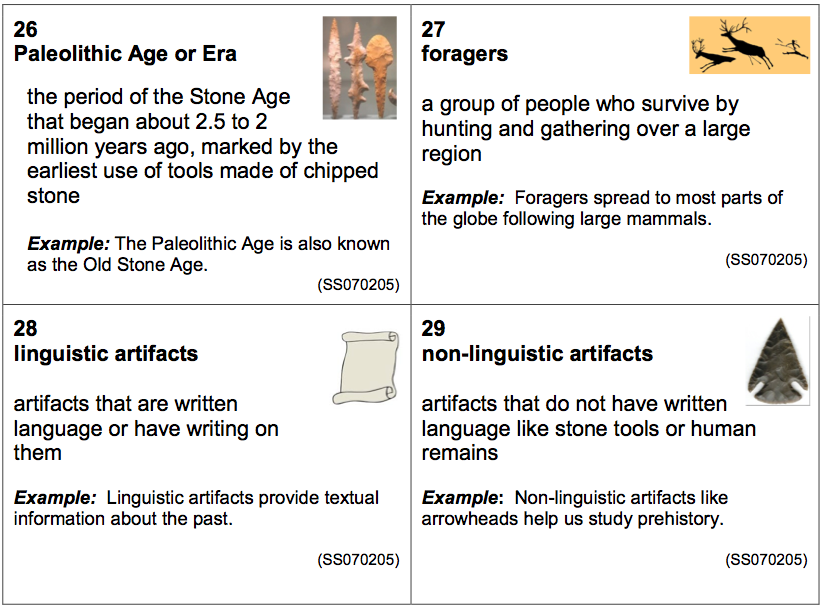 26
Paleolithic Age or Era
the period of the Stone Age
that began about 2.5 to 2
million years ago, marked by the
earliest use of tools made of chipped
stone
Example: The Paleolithic Age is also known
as the Old Stone Age.
(SS070205)
27
foragers
a group of people who survive by
hunting and gathering over a large
region
Example:  Foragers spread to most parts of
the globe following large mammals.
(SS070205)
28
linguistic artifacts
artifacts that are written
language or have writing on
them
Example:  Linguistic artifacts provide textual
information about the past.
(SS070205)
29
non-linguistic artifacts
artifacts that do not have written
language like stone tools or human
remains
Example:  Non-linguistic artifacts like
arrowheads help us study prehistory.
(SS070205)